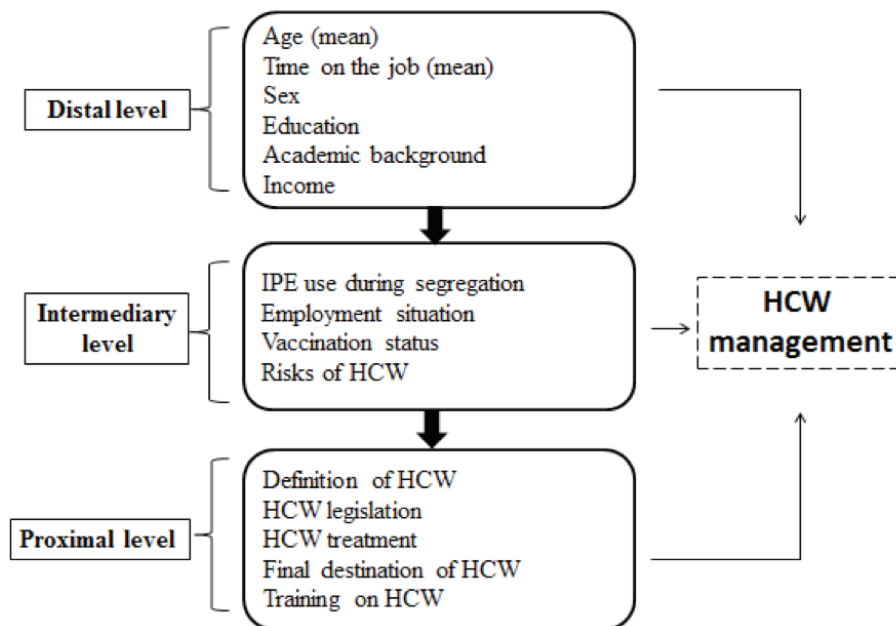 Distal level
Age (mean)
Time on the job (mean)
Sex
Education
Academic background
Income
Intermediary
level
IPE use during segregation
Employment situation
Vaccination status
Risks of HCW
HCW
management
Proximal level
Definition of HCW
HCW legislation
HCW treatment
Final destination of HCW
Training on HCW